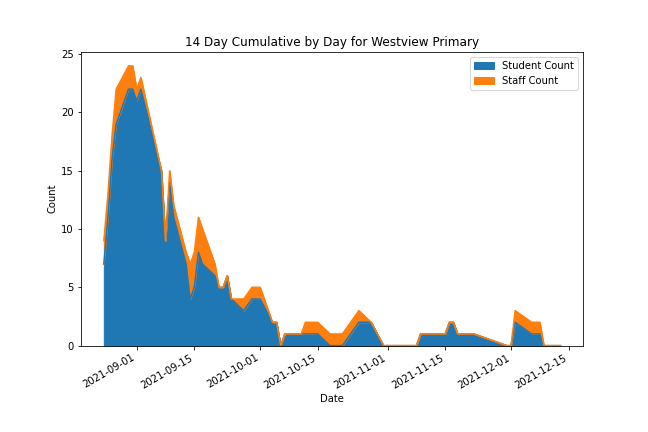 14 Day Cumulative by Day for Westview Primary
Student Count
Staff Count
25
20
15
10
5
0
Count
2021-09-01
2021-09-15
2021-10-01
2021-10-15
2021-11-01
2021-11-15
2021-12-01
2021-12-15
Date